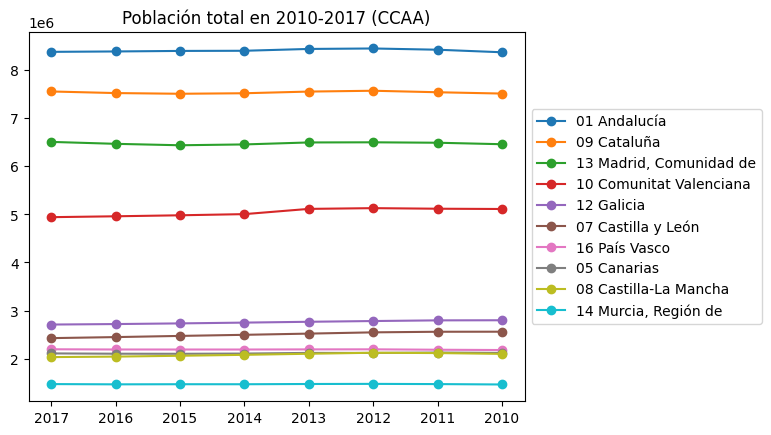 Población total en 2010-2017 (CCAA)
1e6
8
7
6
5
4
3
2
2017 2016 2015 2014 2013 2012 2011 2010
01 Andalucía
09 Cataluña
13 Madrid, Comunidad de
10 Comunitat Valenciana
12 Galicia
07 Castilla y León
16 País Vasco
05 Canarias
08 Castilla-La Mancha
14 Murcia, Región de